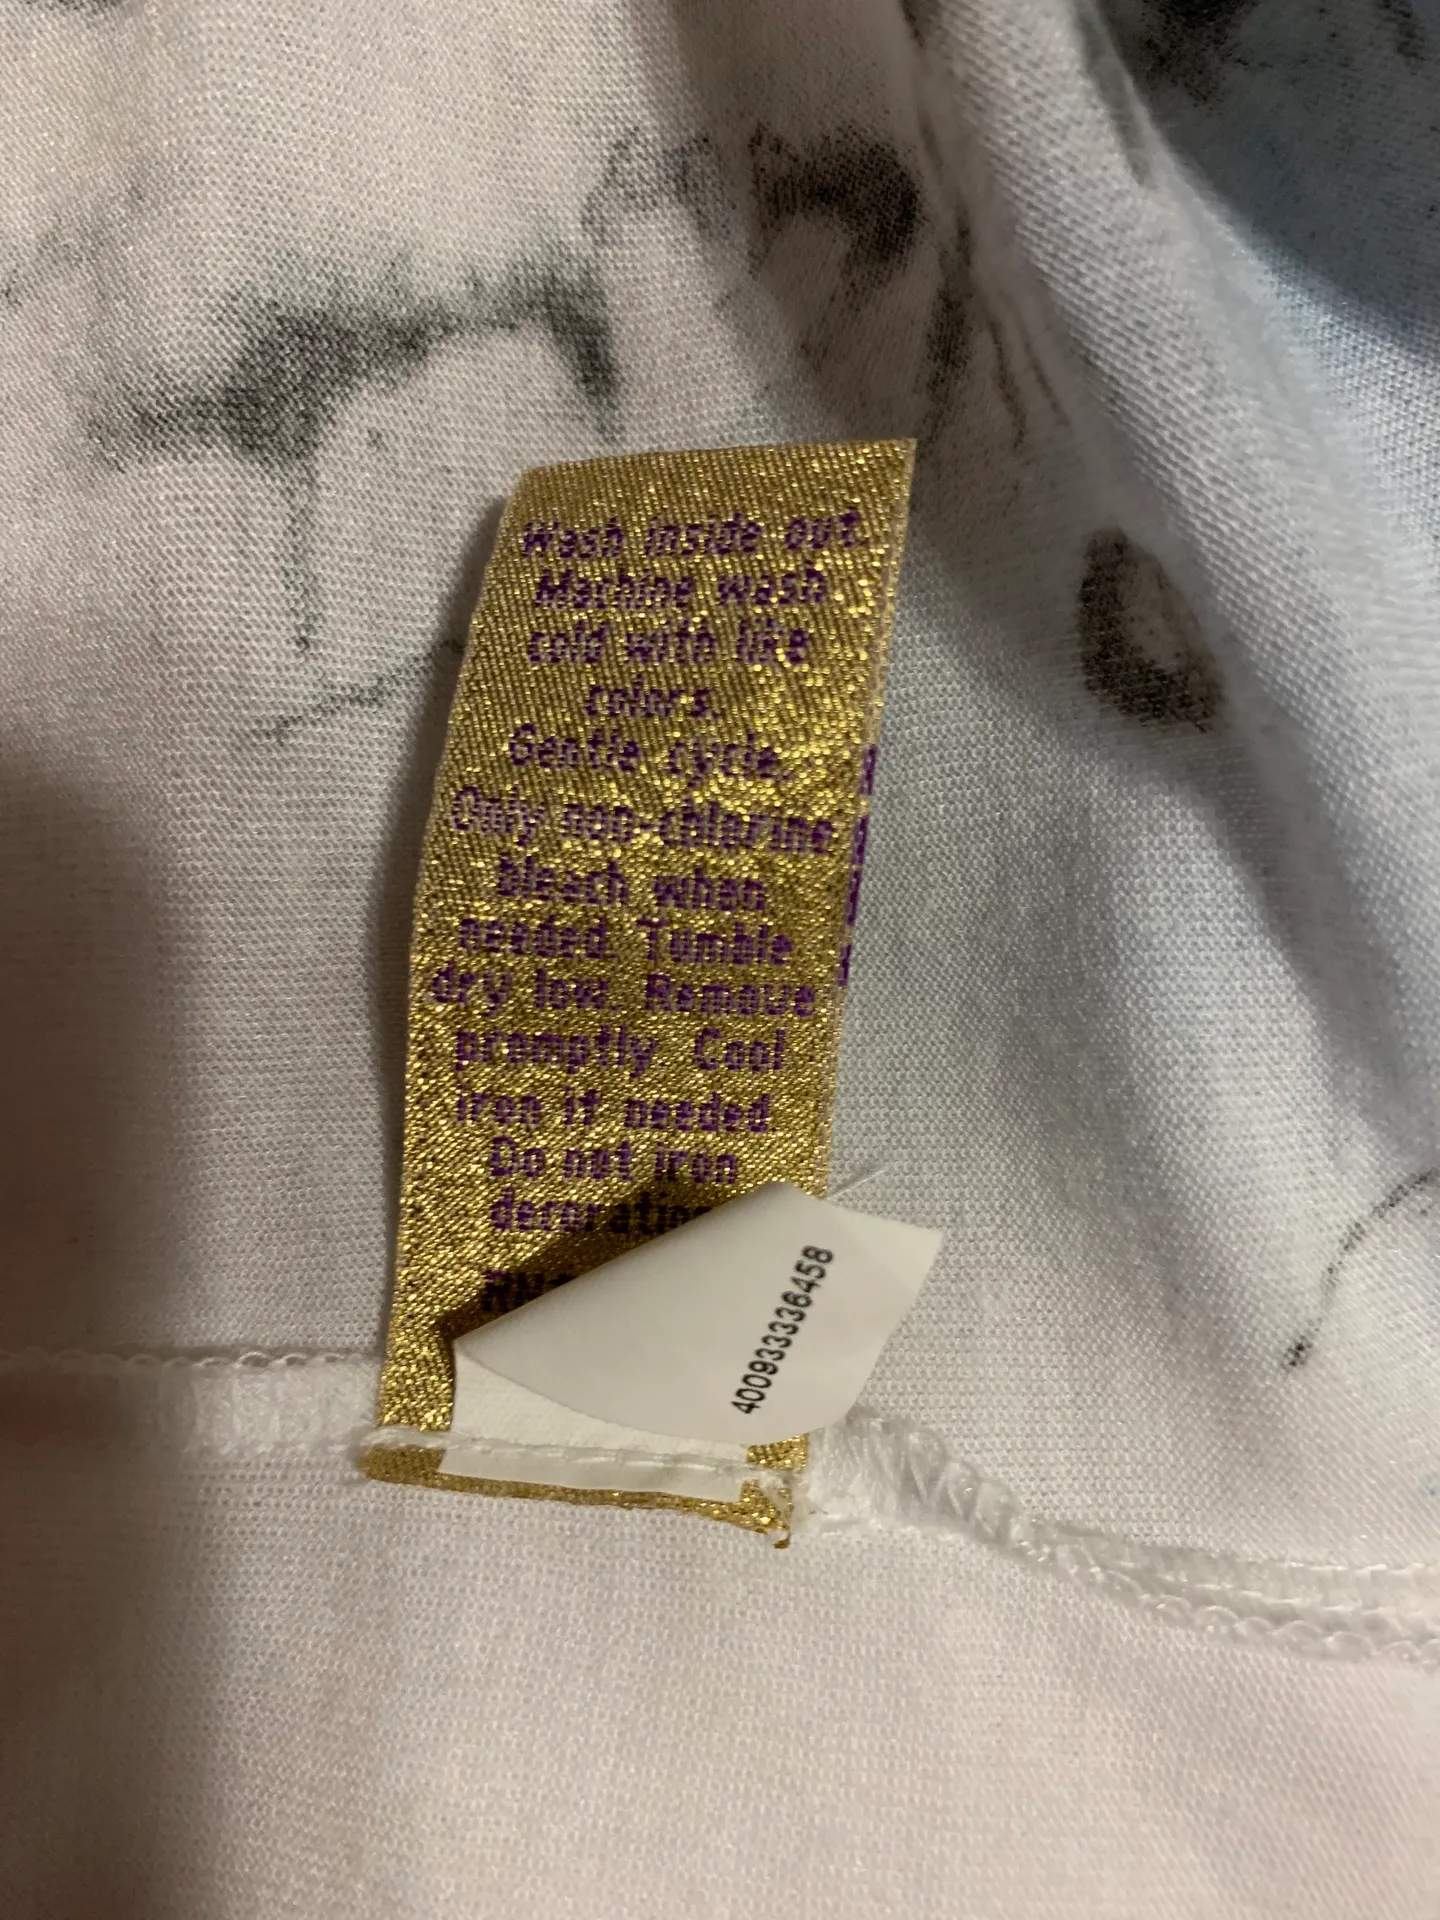 Wash inside out.
Machine wash
cold with like
colors.
Gentle cycle.
Only non-chlorine
bleach when
needed. Tumble
dry low. Remove
promptly. Cool
iron if needed.
Do not iron
RN#
400933336458